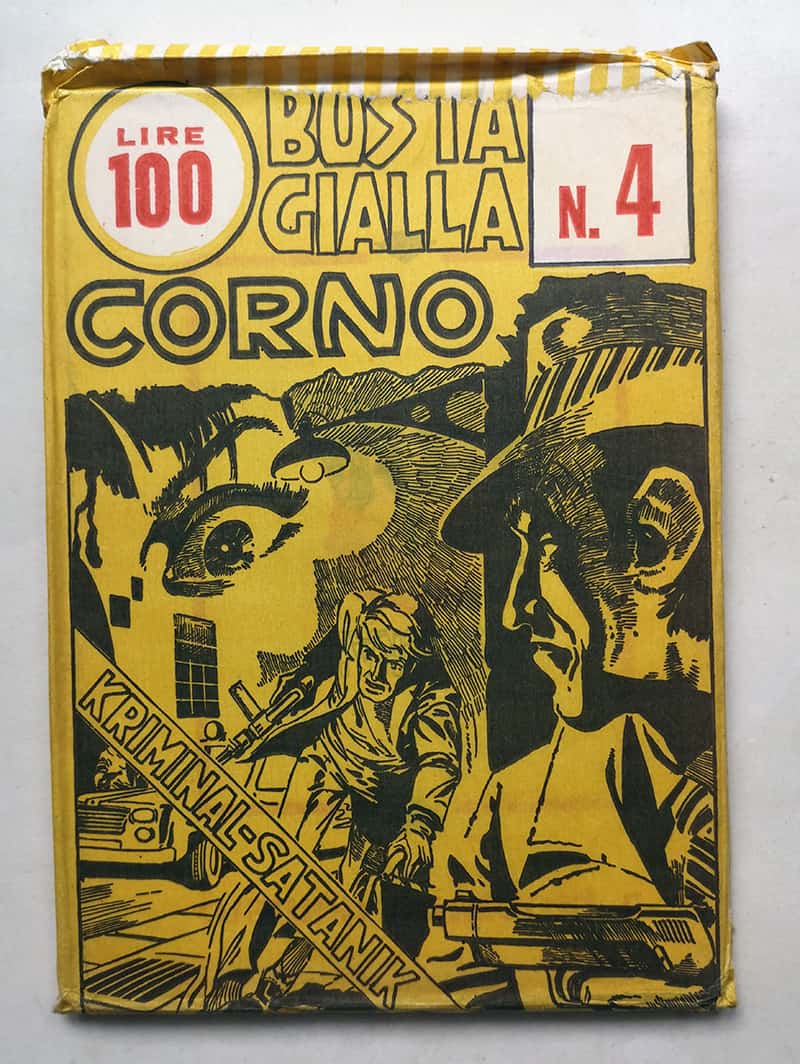 LIRE
100
BUSTA
GIALLA
N. 4
CORNO
KRIMINAL-SATANIK